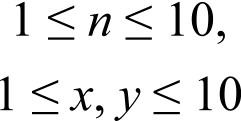 1 ≤ n ≤ 10,
1 ≤ x, y ≤ 10